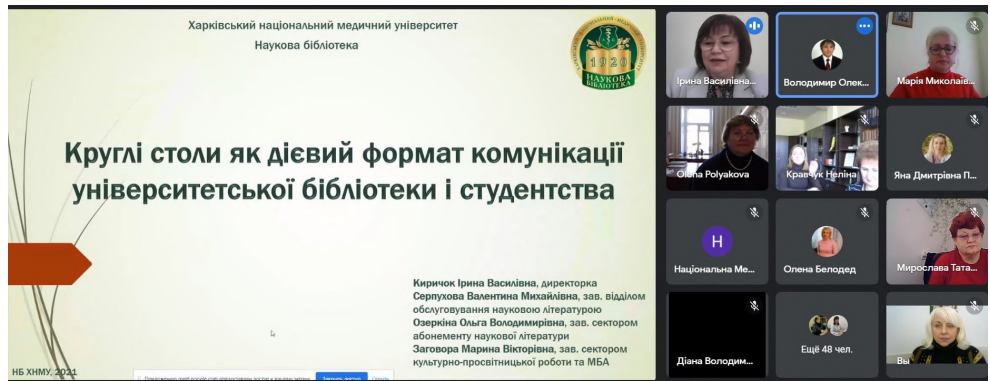 Харківський національний медичний університет
Наукова бібліотека
1920
НАУКОВА
БІБЛІОТЕКА
Круглі столи як дієвий формат комунікації
університетської бібліотеки і студентства
Киричок Ірина Василівна, директорка
Серпухова Валентина Михайлівна, зав. відділом
обслуговування науковою літературою
Озеркіна Ольга Володимирівна, зав. сектором
абонементу наукової літератури
Заговора Марина Вікторівна, зав. сектором
культурно-просвітницької роботи та МБА
НБ ХНМУ, 2021
Ірина Василівна...
Володимир Олек...
Марія Миколаїв...
Olena Polyakova
Кравчук Неліна
Яна Дмитрівна П...
Н
Національна Ме...
Олена Белодед
Мирослава Тата...
Діана Володим...
Ещё 48 чел.
Вы